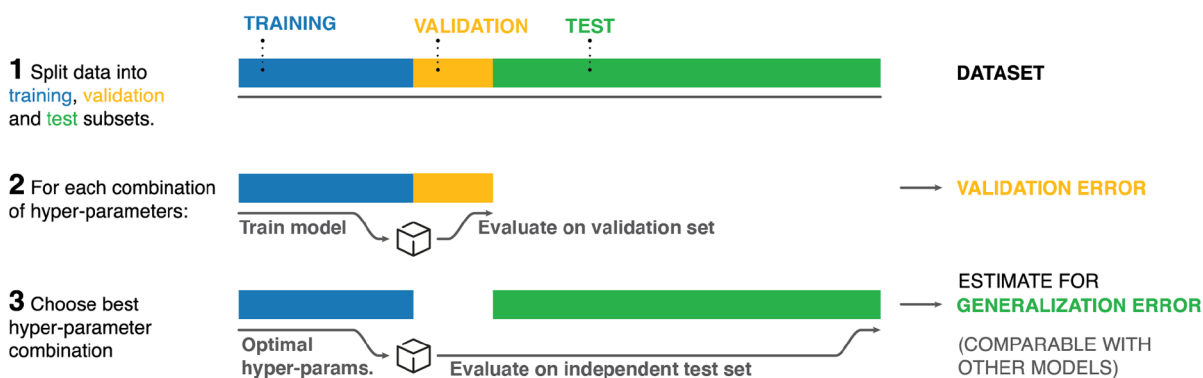 TRAINING
VALIDATION
TEST
1 Split data into
training, validation
and test subsets.
DATASET
2 For each combination
of hyper-parameters:
Train model
Evaluate on validation set
VALIDATION ERROR
3 Choose best
hyper-parameter
combination
Optimal
hyper-params.
Evaluate on independent test set
ESTIMATE FOR
GENERALIZATION ERROR
(COMPARABLE WITH
OTHER MODELS)